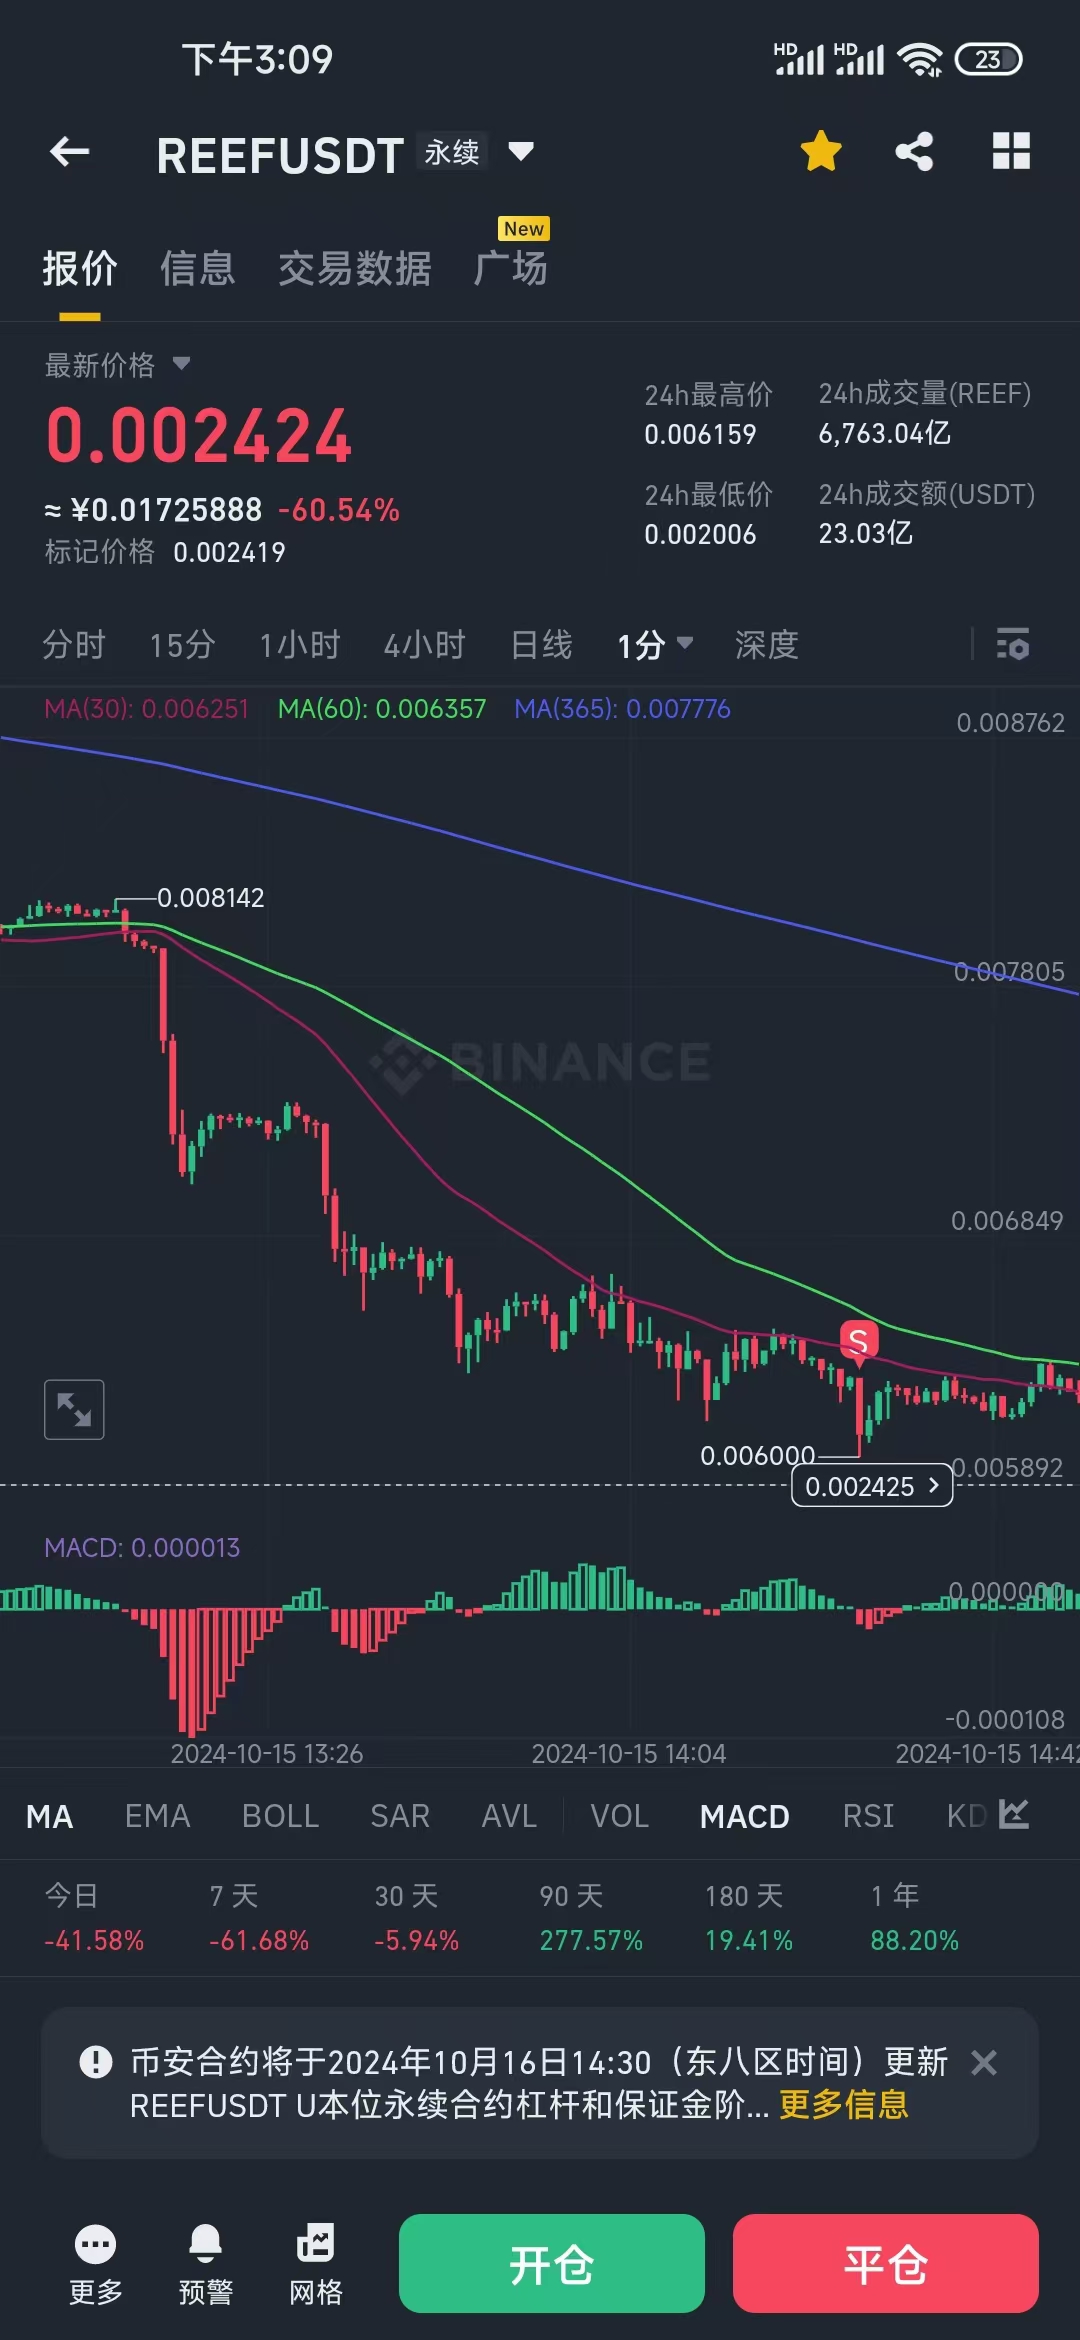 下午3:09
HD HD 23
REEFUSDT 永续
New
报价 信息 交易数据 广场
最新价格
0.002424
≈ ¥0.01725888 -60.54%
标记价格 0.002419
24h最高价 24h成交量(REEF)
0.006159 6,763.04亿
24h最低价 24h成交额(USDT)
0.002006 23.03亿
分时 15分 1小时 4小时 日线 1分 深度
MA(30): 0.006251 MA(60): 0.006357 MA(365): 0.007776
0.008762
0.008142
0.007805
BINANCE
0.006849
S
0.006000
0.005892
0.002425
MACD: 0.000013
0.000000
-0.000108
2024-10-15 13:26 2024-10-15 14:04 2024-10-15 14:42
MA EMA BOLL SAR AVL VOL MACD RSI KD
今日 7 天 30 天 90 天 180 天 1 年
-41.58% -61.68% -5.94% 277.57% 19.41% 88.20%
币安合约将于2024年10月16日14:30（东八区时间）更新
REEFUSDT U本位永续合约杠杆和保证金阶... 更多信息
更多 预警 网格 开仓 平仓